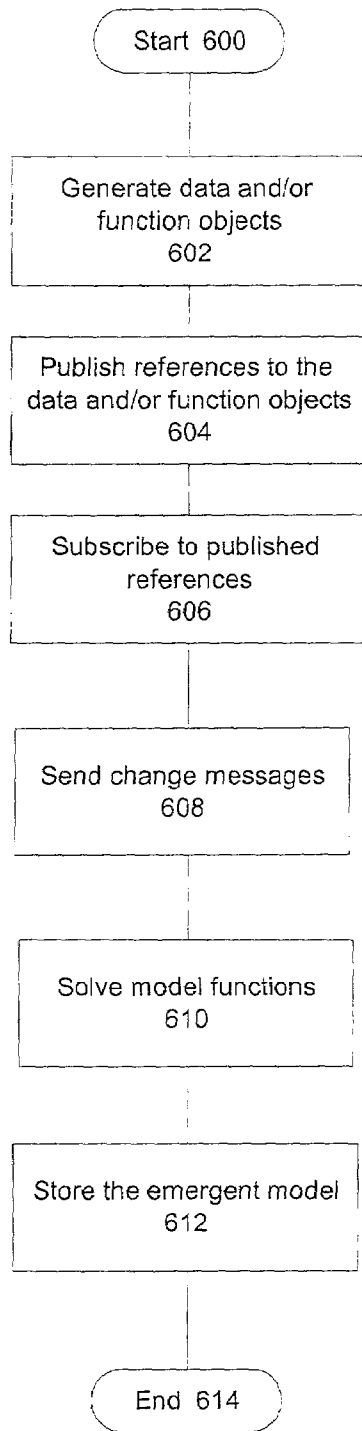 Start 600
Generate data and/or
function objects
602
Publish references to the
data and/or function objects
604
Subscribe to published
references
606
Send change messages
608
Solve model functions
610
Store the emergent model
612
End 614